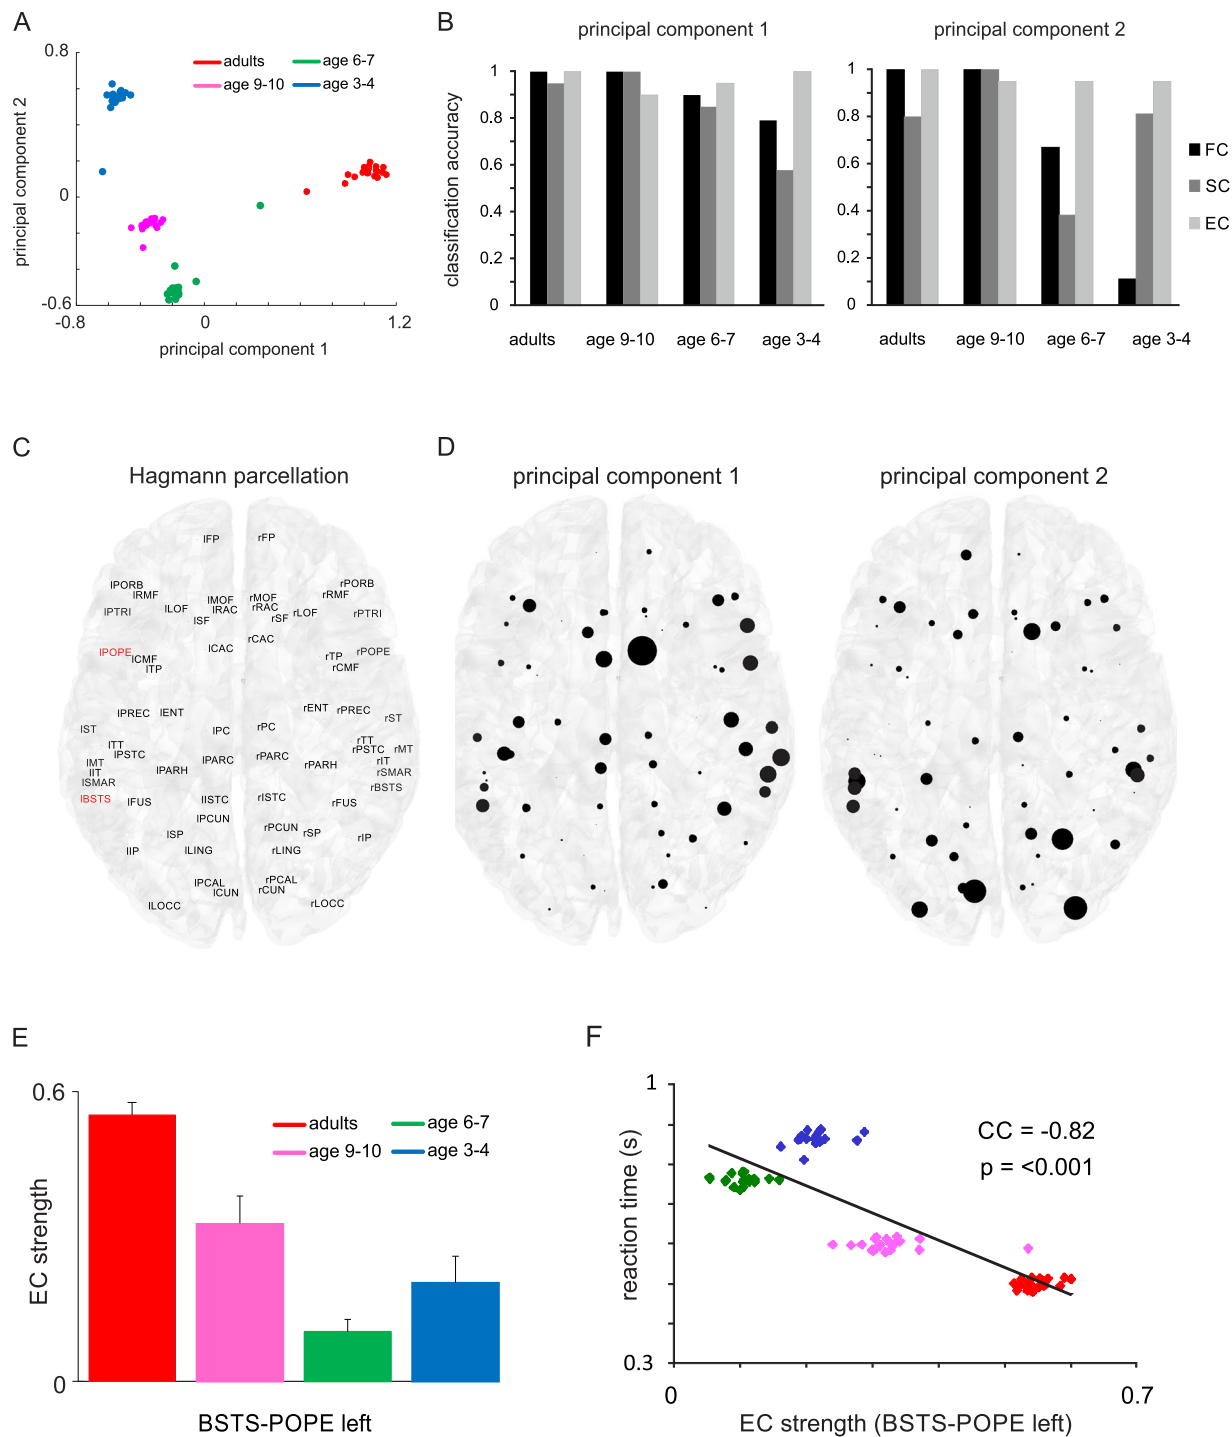 A
0.8
principal component 2
0
-0.6
-0.8
0
1.2
principal component 1
adults
age 6-7
age 9-10
age 3-4
B
principal component 1
principal component 2
classification accuracy
1
0.8
0.6
0.4
0.2
0
adults age 9-10 age 6-7 age 3-4
1
0.8
0.6
0.4
0.2
0
adults age 9-10 age 6-7 age 3-4
FC
SC
EC
C
Hagmann parcellation
lFP rFP
lPORB rPORB
lRMF rRMF
lMOF rMOF
lPTRI lLOF lRAC rRAC rLOF rPTRI
lSF rSF
rCAC
lPOPE lCAC rPOPE
lCMF rTP
lTP rCMF
lPREC lENT rENT rPREC
rST
lST lPC rPC
lTT rTT
lPSTC rPSTC rMT
lMT lPARC rPARC rIT
lIT lPARH rPARH rSMAR
lSMAR rBSTS
lBSTS lFUS lISTC rISTC rFUS
lPCUN rPCUN
lSP rSP rIP
lIP lLING rLING
lPCAL rPCAL
lCUN rCUN
lLOCC rLOCC
D
principal component 1
principal component 2
E
0.6
EC strength
0
adults
age 6-7
age 9-10
age 3-4
BSTS-POPE left
F
1
reaction time (s)
0.3
CC = -0.82
p = <0.001
0
0.7
EC strength (BSTS-POPE left)